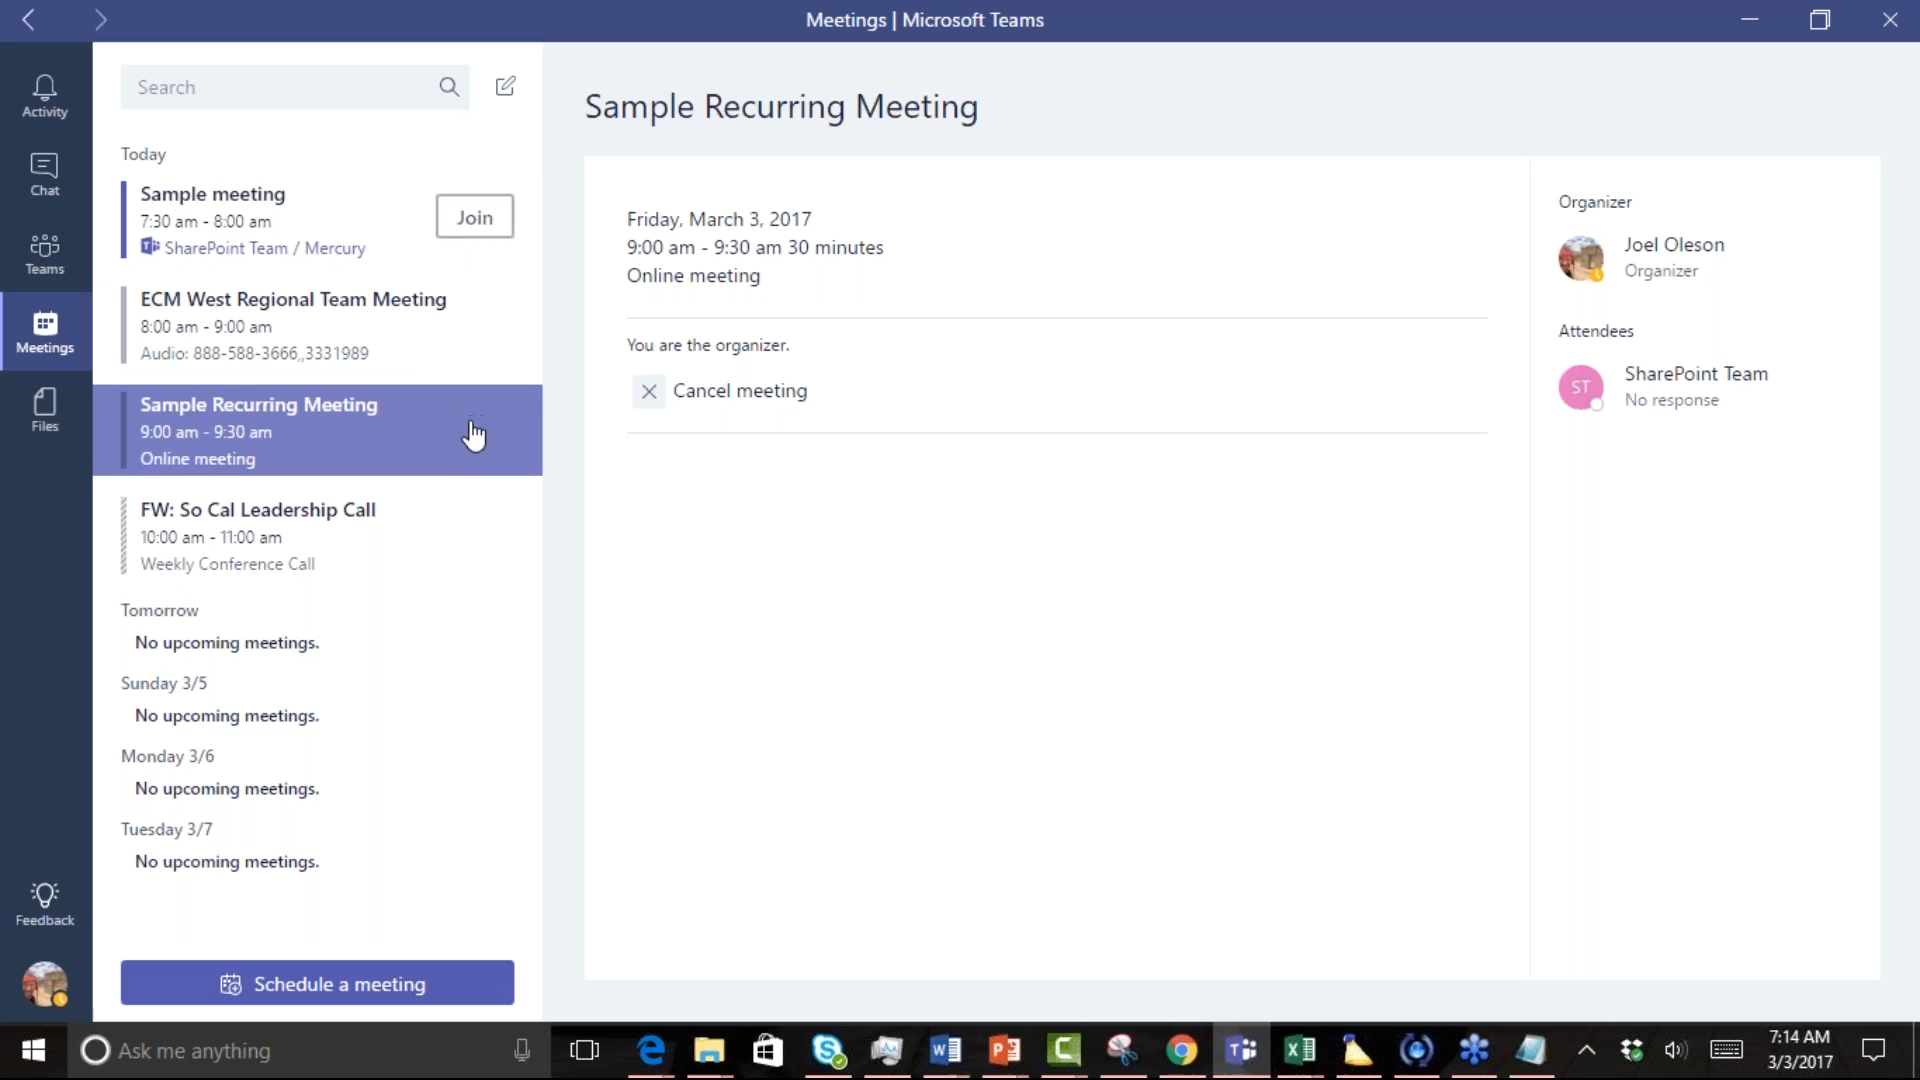 Meetings | Microsoft Teams
Activity
Chat
Teams
Meetings
Files
Feedback
Search
Today
Sample meeting
7:30 am - 8:00 am
SharePoint Team / Mercury
Join
ECM West Regional Team Meeting
8:00 am - 9:00 am
Audio: 888-588-3666,,3331989
Sample Recurring Meeting
9:00 am - 9:30 am
Online meeting
FW: So Cal Leadership Call
10:00 am - 11:00 am
Weekly Conference Call
Tomorrow
No upcoming meetings.
Sunday 3/5
No upcoming meetings.
Monday 3/6
No upcoming meetings.
Tuesday 3/7
No upcoming meetings.
Schedule a meeting
Sample Recurring Meeting
Friday, March 3, 2017
9:00 am - 9:30 am 30 minutes
Online meeting
You are the organizer.
Cancel meeting
Organizer
Joel Oleson
Organizer
Attendees
ST
SharePoint Team
No response
Ask me anything
7:14 AM
3/3/2017